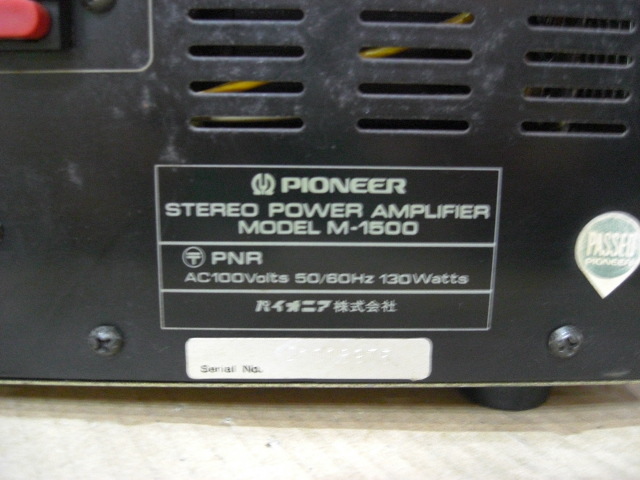 PIONEER
STEREO POWER AMPLIFIER
MODEL M-1500
〒 PNR
AC100Volts 50/60Hz 130Watts
パイオニア株式会社
Serial No.
PASSED
PIONEER